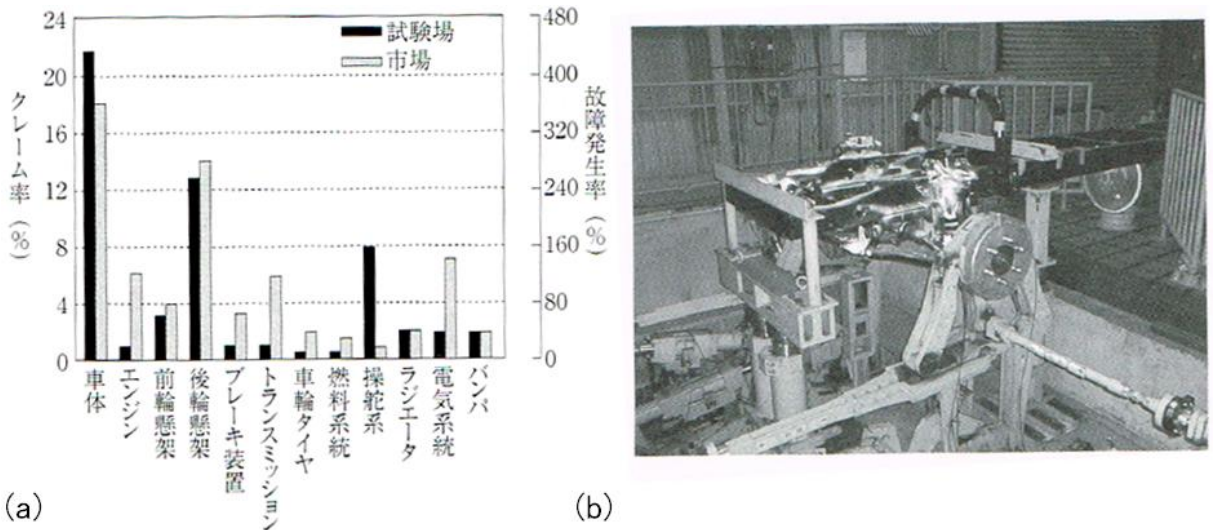 24
20
16
12
8
4
0
クレーム率(%)
試験場
市場
480
440
320
240
160
80
0
故障発生率(%)
車体
エンジン
前輪懸架
後輪懸架
ブレーキ装置
トランスミッション
車輪タイヤ
燃料系統
操舵系
ラジエータ
電気系統
バンパ
(a)
(b)